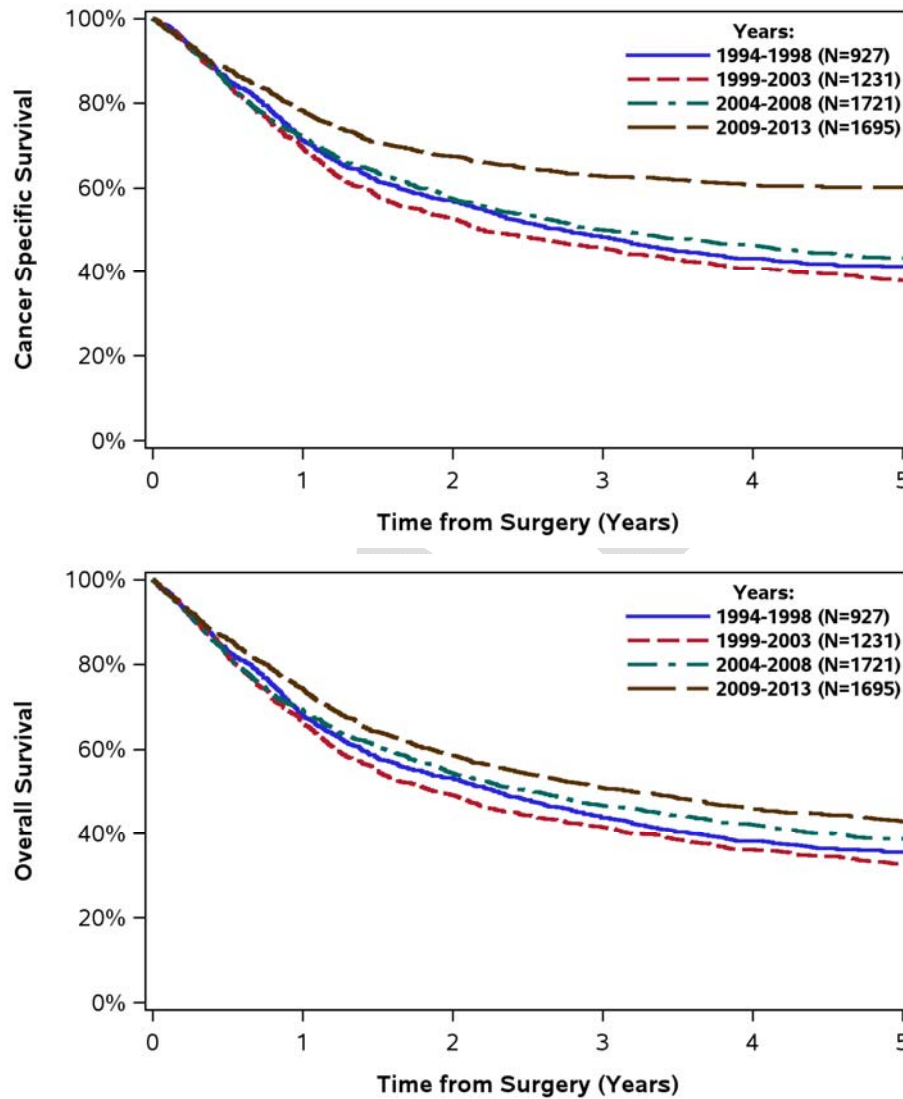 100%
80%
60%
40%
20%
0%
Cancer Specific Survival
Years:
1994-1998 (N=927)
1999-2003 (N=1231)
2004-2008 (N=1721)
2009-2013 (N=1695)
0 1 2 3 4 5
Time from Surgery (Years)
100%
80%
60%
40%
20%
0%
Overall Survival
Years:
1994-1998 (N=927)
1999-2003 (N=1231)
2004-2008 (N=1721)
2009-2013 (N=1695)
0 1 2 3 4 5
Time from Surgery (Years)